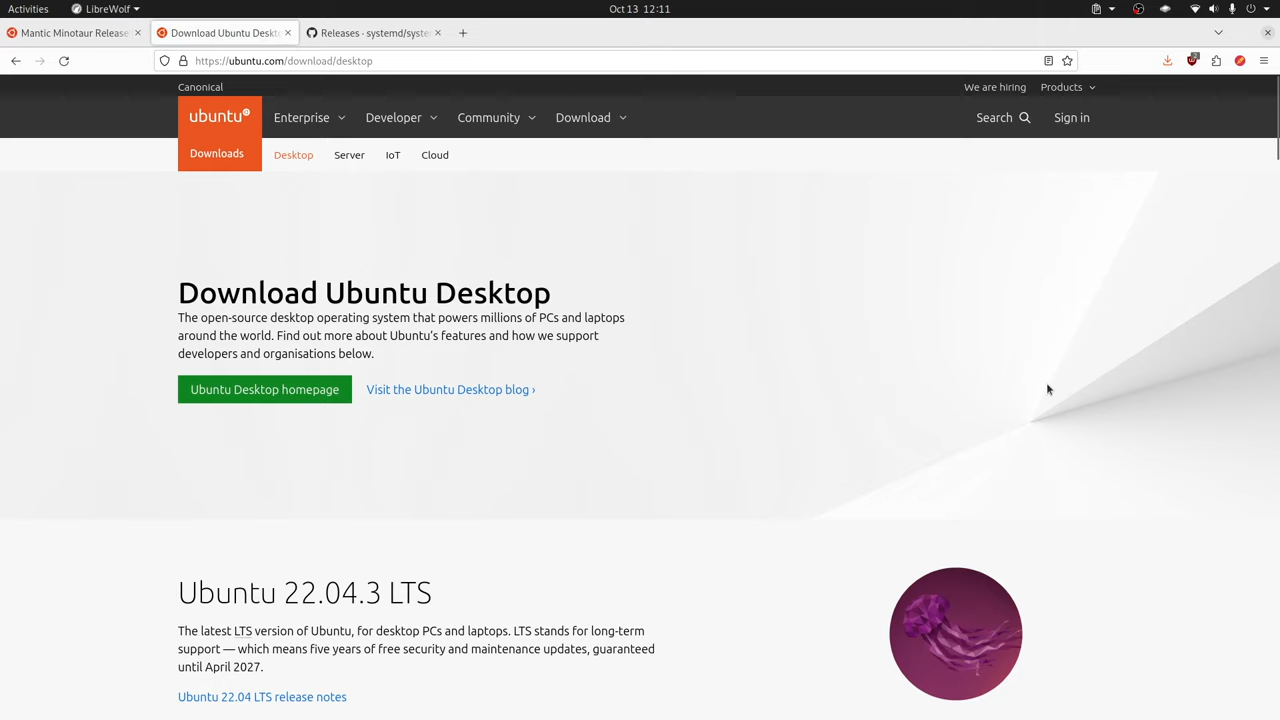 Activities LibreWolf Oct 13 12:11
Mantic Minotaur Release Download Ubuntu Deskt Releases · systemd/syste
https://ubuntu.com/download/desktop
Canonical We are hiring Products
ubuntu Enterprise Developer Community Download Search Sign in
Downloads Desktop Server IoT Cloud
Download Ubuntu Desktop
The open-source desktop operating system that powers millions of PCs and laptops
around the world. Find out more about Ubuntu's features and how we support
developers and organisations below.
Ubuntu Desktop homepage Visit the Ubuntu Desktop blog ›
Ubuntu 22.04.3 LTS
The latest LTS version of Ubuntu, for desktop PCs and laptops. LTS stands for long-term
support — which means five years of free security and maintenance updates, guaranteed
until April 2027.
Ubuntu 22.04 LTS release notes